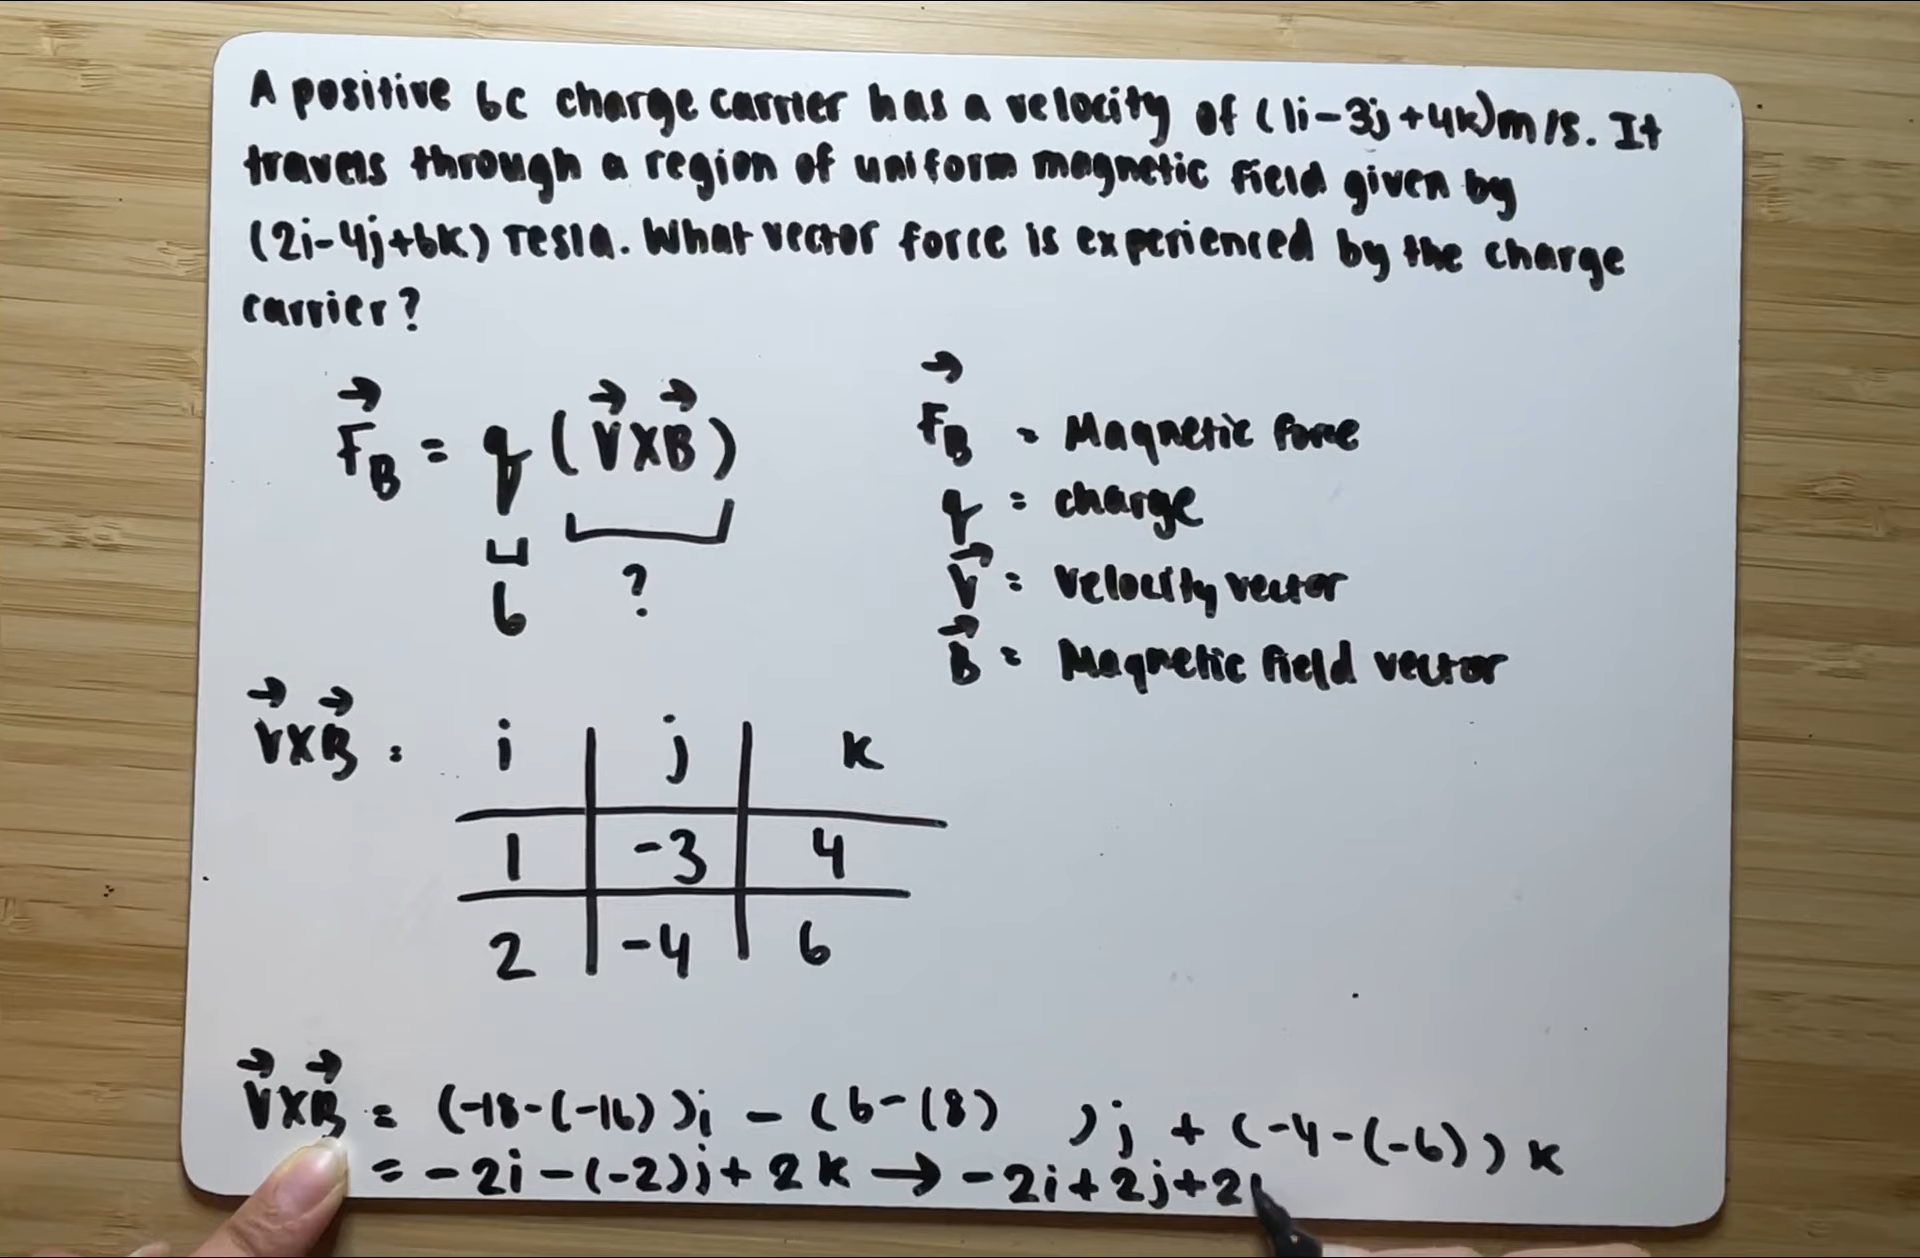 A positive 6C charge carrier has a velocity of (1i-3j+4k)m/s. It
travels through a region of uniform magnetic field given by
(2i-4j+6k) Tesla. What vector force is experienced by the charge
carrier?
→ → →
F_B = q (V×B)
6 ?
→
F_B = Magnetic force
q = charge
→
V = velocity vector
→
B = Magnetic field vector
→ →
V×B = i j k
1 -3 4
2 -4 6
→ →
V×B = (-18-(-16))i - (6-(8) )j + (-4-(-6))k
= -2i-(-2)j+2k → -2i+2j+2